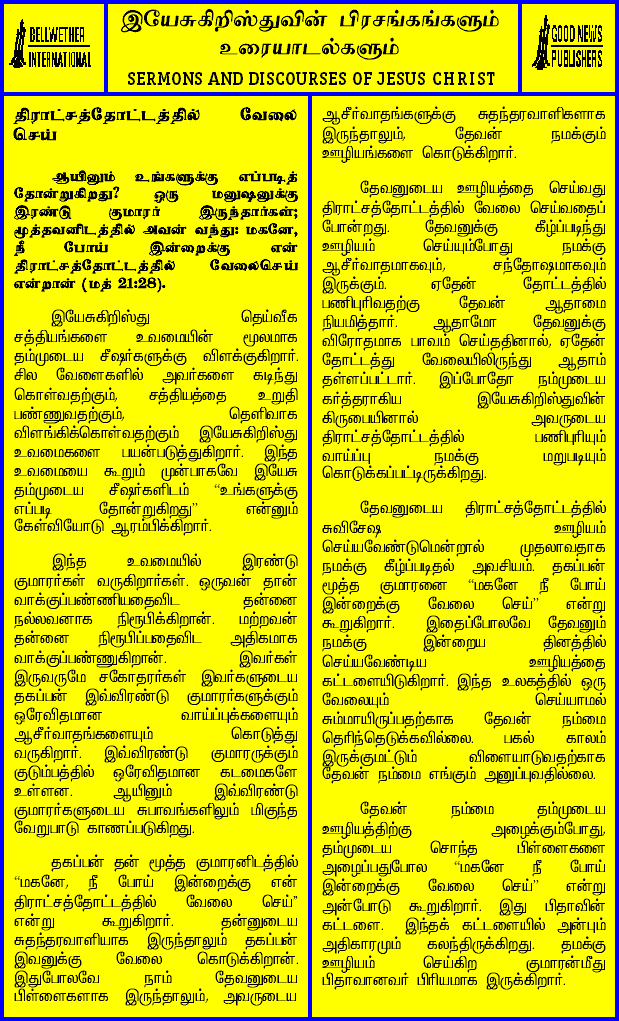 BELLWETHER
INTERNATIONAL
இயேசுகிறிஸ்துவின் பிரசங்கங்களும்
உரையாடல்களும்
SERMONS AND DISCOURSES OF JESUS CHRIST
GOOD NEWS
PUBLISHERS
திராட்சத்தோட்டத்தில் வேலை
செய்
ஆயினும் உங்களுக்கு எப்படித்
தோன்றுகிறது? ஒரு மனுஷனுக்கு
இரண்டு குமாரர் இருந்தார்கள்;
மூத்தவனிடத்தில் அவன் வந்து: மகனே,
நீ போய் இன்றைக்கு என்
திராட்சத்தோட்டத்தில் வேலைசெய்
என்றான் (மத் 21:28).
இயேசுகிறிஸ்து தெய்வீக
சத்தியங்களை உவமையின் மூலமாக
தம்முடைய சீஷர்களுக்கு விளக்குகிறார்.
சில வேளைகளில் அவர்களை கடிந்து
கொள்வதற்கும், சத்தியத்தை உறுதி
பண்ணுவதற்கும், தெளிவாக
விளங்கிக்கொள்வதற்கும் இயேசுகிறிஸ்து
உவமைகளை பயன்படுத்துகிறார். இந்த
உவமையை கூறும் முன்பாகவே இயேசு
தம்முடைய சீஷர்களிடம் “உங்களுக்கு
எப்படி தோன்றுகிறது” என்னும்
கேள்வியோடு ஆரம்பிக்கிறார்.
இந்த உவமையில் இரண்டு
குமாரர்கள் வருகிறார்கள். ஒருவன் தான்
வாக்குப்பண்ணியதைவிட தன்னை
நல்லவனாக நிரூபிக்கிறான். மற்றவன்
தன்னை நிரூபிப்பதைவிட அதிகமாக
வாக்குப்பண்ணுகிறான். இவர்கள்
இருவருமே சகோதரர்கள் இவர்களுடைய
தகப்பன் இவ்விரண்டு குமாரர்களுக்கும்
ஒரேவிதமான வாய்ப்புக்களையும்
ஆசீர்வாதங்களையும் கொடுத்து
வருகிறார். இவ்விரண்டு குமாரருக்கும்
குடும்பத்தில் ஒரேவிதமான கடமைகளே
உள்ளன. ஆயினும் இவ்விரண்டு
குமாரர்களுடைய சுபாவங்களிலும் மிகுந்த
வேறுபாடு காணப்படுகிறது.
தகப்பன் தன் மூத்த குமாரனிடத்தில்
“மகனே, நீ போய் இன்றைக்கு என்
திராட்சத்தோட்டத்தில் வேலை செய்”
என்று கூறுகிறார். தன்னுடைய
சுதந்தரவாளியாக இருந்தாலும் தகப்பன்
இவனுக்கு வேலை கொடுக்கிறான்.
இதுபோலவே நாம் தேவனுடைய
பிள்ளைகளாக இருந்தாலும், அவருடைய
ஆசீர்வாதங்களுக்கு சுதந்தரவாளிகளாக
இருந்தாலும், தேவன் நமக்கும்
ஊழியங்களை கொடுக்கிறார்.
தேவனுடைய ஊழியத்தை செய்வது
திராட்சத்தோட்டத்தில் வேலை செய்வதைப்
போன்றது. தேவனுக்கு கீழ்ப்படிந்து
ஊழியம் செய்யும்போது நமக்கு
ஆசீர்வாதமாகவும், சந்தோஷமாகவும்
இருக்கும். ஏதேன் தோட்டத்தில்
பணிபுரிவதற்கு தேவன் ஆதாமை
நியமித்தார். ஆதாமோ தேவனுக்கு
விரோதமாக பாவம் செய்ததினால், ஏதேன்
தோட்டத்து வேலையிலிருந்து ஆதாம்
தள்ளப்பட்டார். இப்போதோ நம்முடைய
கர்த்தராகிய இயேசுகிறிஸ்துவின்
கிருபையினால் அவருடைய
திராட்சத்தோட்டத்தில் பணிபுரியும்
வாய்ப்பு நமக்கு மறுபடியும்
கொடுக்கப்பட்டிருக்கிறது.
தேவனுடைய திராட்சத்தோட்டத்தில்
சுவிசேஷ ஊழியம்
செய்யவேண்டுமென்றால் முதலாவதாக
நமக்கு கீழ்ப்படிதல் அவசியம். தகப்பன்
மூத்த குமாரனை “மகனே நீ போய்
இன்றைக்கு வேலை செய்” என்று
கூறுகிறார். இதைப்போலவே தேவனும்
நமக்கு இன்றைய தினத்தில்
செய்யவேண்டிய ஊழியத்தை
கட்டளையிடுகிறார். இந்த உலகத்தில் ஒரு
வேலையும் செய்யாமல்
சும்மாயிருப்பதற்காக தேவன் நம்மை
தெரிந்தெடுக்கவில்லை. பகல் காலம்
இருக்குமட்டும் விளையாடுவதற்காக
தேவன் நம்மை எங்கும் அனுப்புவதில்லை.
தேவன் நம்மை தம்முடைய
ஊழியத்திற்கு அழைக்கும்போது,
தம்முடைய சொந்த பிள்ளைகளை
அழைப்பதுபோல “மகனே நீ போய்
இன்றைக்கு வேலை செய்” என்று
அன்போடு கூறுகிறார். இது பிதாவின்
கட்டளை. இந்தக் கட்டளையில் அன்பும்
அதிகாரமும் கலந்திருக்கிறது. தமக்கு
ஊழியம் செய்கிற குமாரன்மீது
பிதாவானவர் பிரியமாக இருக்கிறார்.